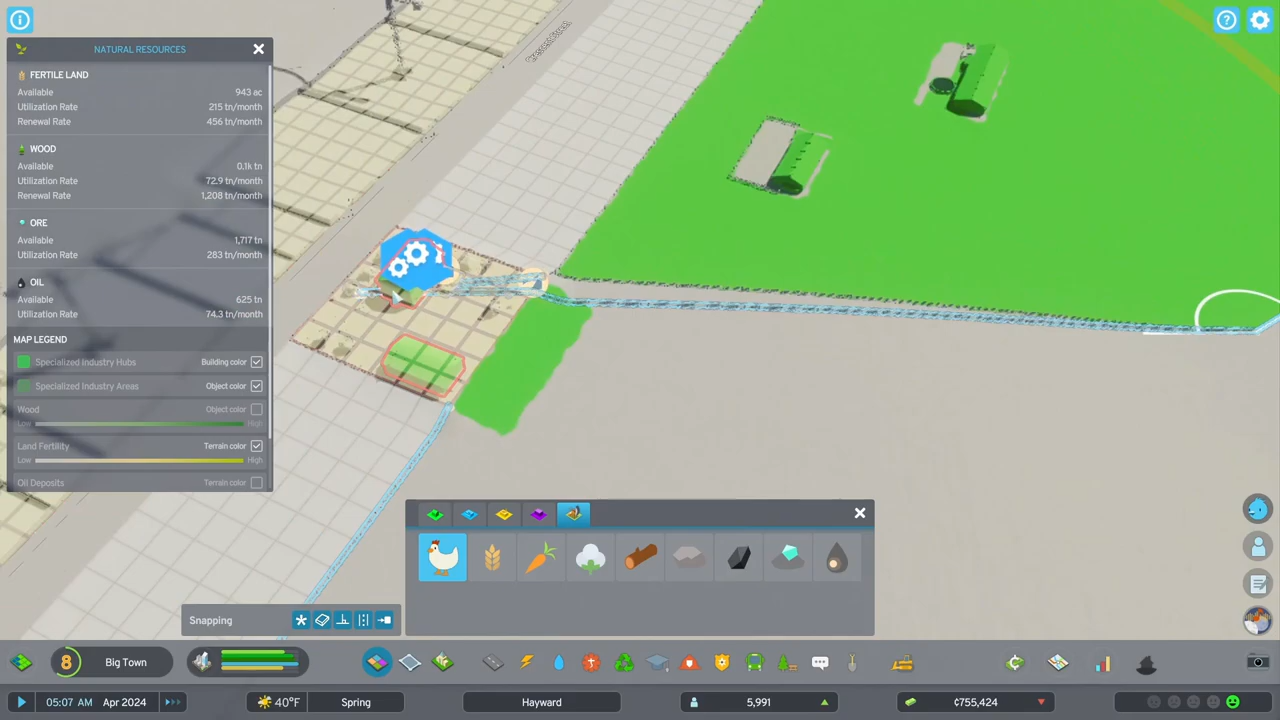 NATURAL RESOURCES
FERTILE LAND
Available 943 ac
Utilization Rate 215 tn/month
Renewal Rate 456 tn/month
WOOD
Available 0.1k tn
Utilization Rate 72.9 tn/month
Renewal Rate 1,208 tn/month
ORE
Available 1,717 tn
Utilization Rate 283 tn/month
OIL
Available 625 tn
Utilization Rate 74.3 tn/month
MAP LEGEND
Specialized Industry Hubs Building color
Specialized Industry Areas Object color
Wood Object color
Low High
Land Fertility Terrain color
Low High
Oil Deposits Terrain color
Snapping
8 Big Town
05:07 AM Apr 2024 40°F Spring Hayward 5,991 ¢755,424